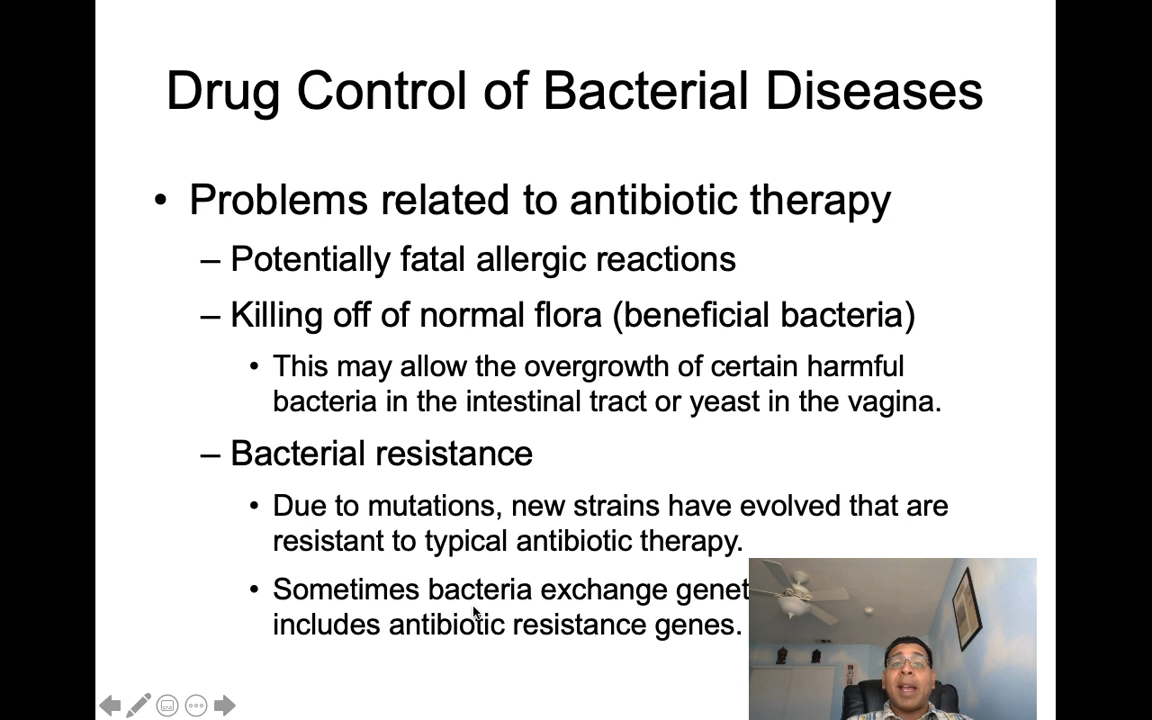 Drug Control of Bacterial Diseases
• Problems related to antibiotic therapy
– Potentially fatal allergic reactions
– Killing off of normal flora (beneficial bacteria)
• This may allow the overgrowth of certain harmful
bacteria in the intestinal tract or yeast in the vagina.
– Bacterial resistance
• Due to mutations, new strains have evolved that are
resistant to typical antibiotic therapy.
• Sometimes bacteria exchange genet
includes antibiotic resistance genes.